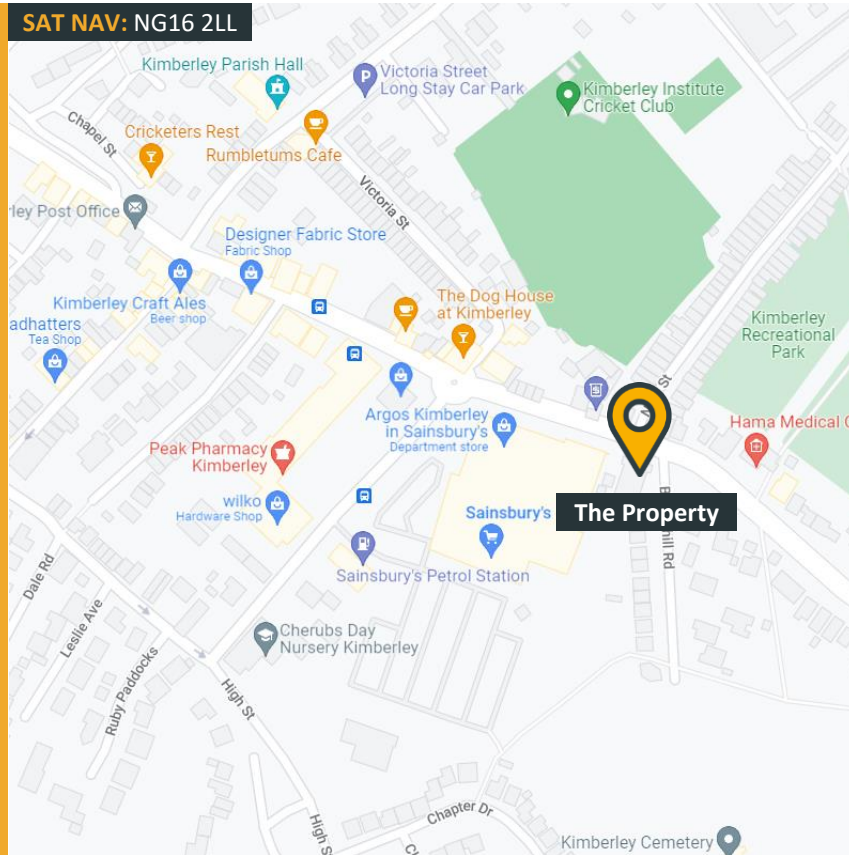 SAT NAV: NG16 2LL
Kimberley Parish Hall
Victoria Street
Long Stay Car Park
Kimberley Institute
Cricket Club
Chapel St
Cricketers Rest
Rumbletums Cafe
Victoria St
rley Post Office
Designer Fabric Store
Fabric Shop
Kimberley Craft Ales
Beer shop
adhatters
Tea Shop
The Dog House
at Kimberley
Kimberley
Recreational
Park
St
Argos Kimberley
in Sainsbury's
Department store
Hama Medical C
Peak Pharmacy
Kimberley
wilko
Hardware Shop
Sainsbury's
The Property
B
hill Rd
Sainsbury's Petrol Station
Dale Rd
Leslie Ave
Ruby Paddocks
Cherubs Day
Nursery Kimberley
High St
High St
Chapter Dr
Kimberley Cemetery